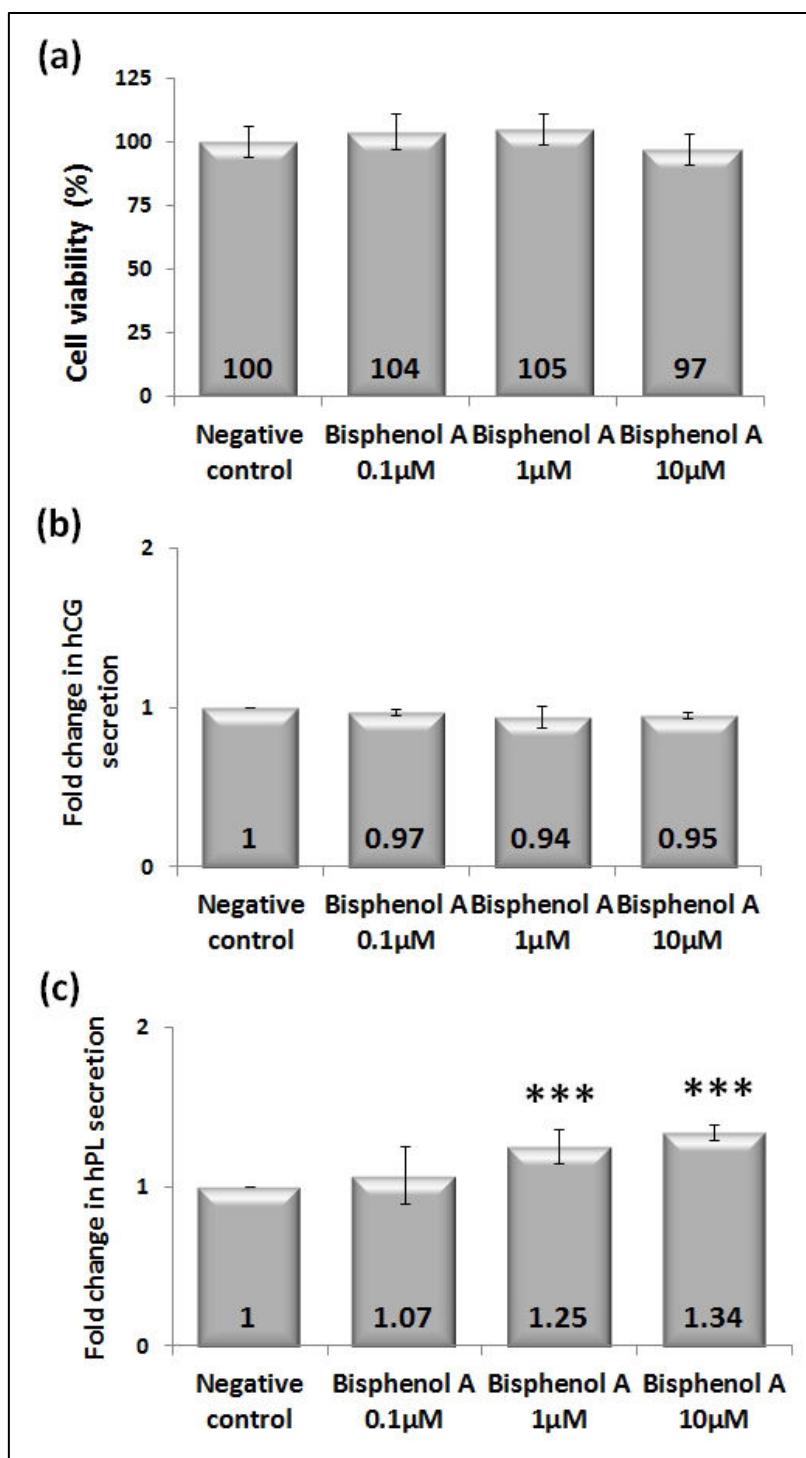 (a)
Cell viability (%)
125
100
75
50
25
0
100 104 105 97
Negative control
Bisphenol A 0.1µM
Bisphenol A 1µM
Bisphenol A 10µM
(b)
Fold change in hCG
secretion
2
1
0
1 0.97 0.94 0.95
Negative control
Bisphenol A 0.1µM
Bisphenol A 1µM
Bisphenol A 10µM
(c)
Fold change in hPL secretion
2
1
0
*** ***
1 1.07 1.25 1.34
Negative control
Bisphenol A 0.1µM
Bisphenol A 1µM
Bisphenol A 10µM